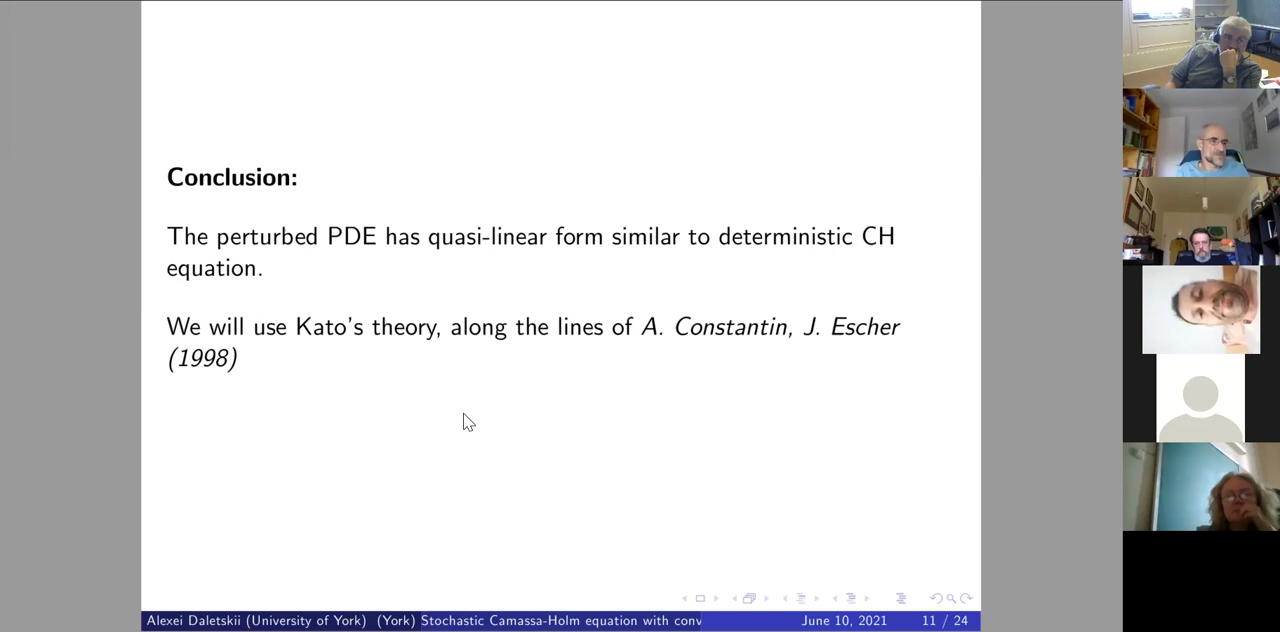 Conclusion:
The perturbed PDE has quasi-linear form similar to deterministic CH
equation.
We will use Kato's theory, along the lines of A. Constantin, J. Escher
(1998)
Alexei Daletskii (University of York) (York) Stochastic Camassa-Holm equation with conv June 10, 2021 11 / 24